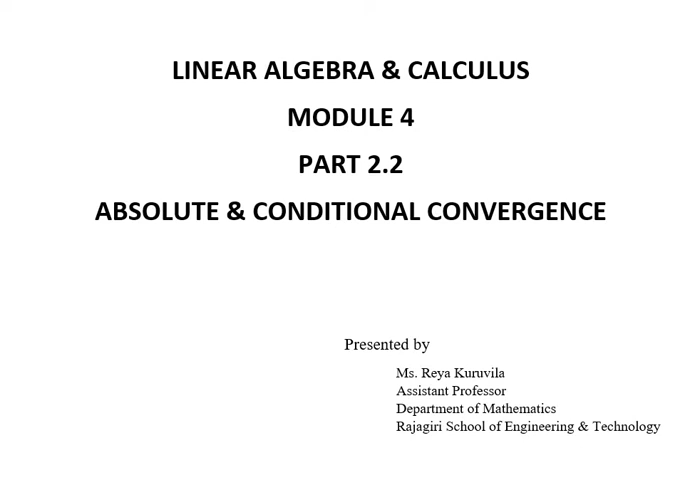 LINEAR ALGEBRA & CALCULUS
MODULE 4
PART 2.2
ABSOLUTE & CONDITIONAL CONVERGENCE
Presented by
Ms. Reya Kuruvila
Assistant Professor
Department of Mathematics
Rajagiri School of Engineering & Technology